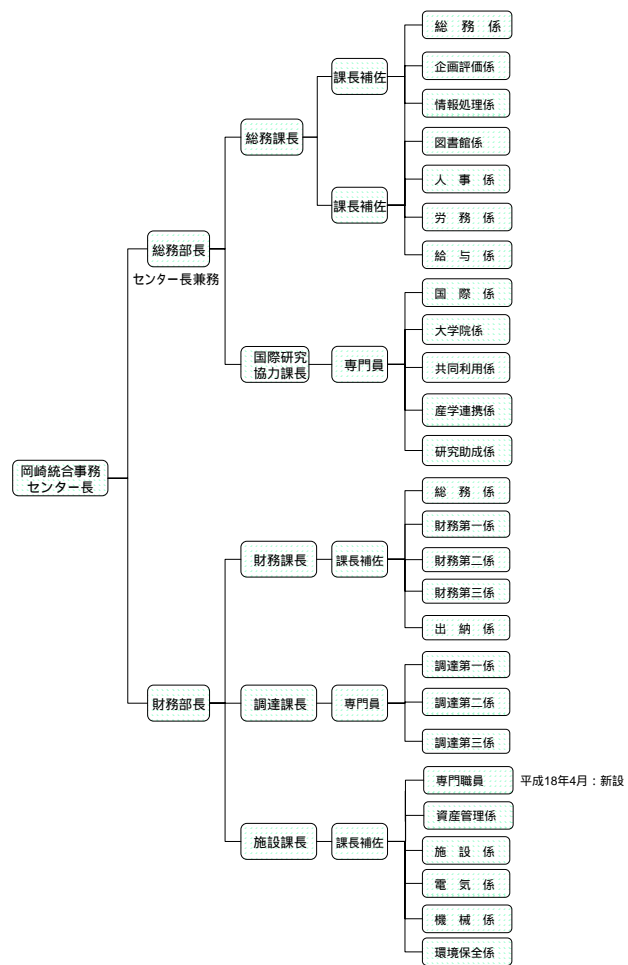 岡崎統合事務
センター長
総務部長
センター長兼務
総務課長
課長補佐
総　務　係
企画評価係
情報処理係
図書館係
課長補佐
人　事　係
労　務　係
給　与　係
国際研究
協力課長
専門員
国　際　係
大学院係
共同利用係
産学連携係
研究助成係
財務部長
財務課長
課長補佐
総　務　係
財務第一係
財務第二係
財務第三係
出　納　係
調達課長
専門員
調達第一係
調達第二係
調達第三係
施設課長
課長補佐
専門職員　平成18年4月：新設
資産管理係
施　設　係
電　気　係
機　械　係
環境保全係